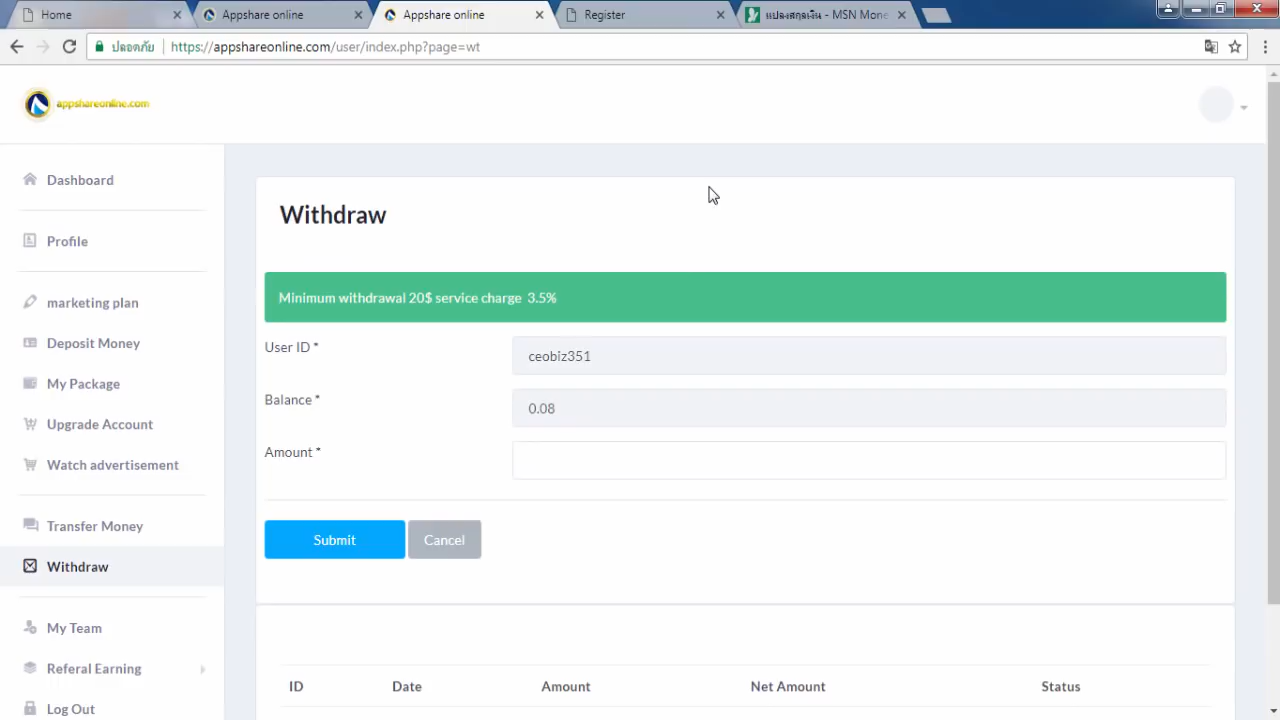 Home
Appshare online
Appshare online
Register
แปลงสกุลเงิน - MSN Mone
ปลอดภัย
https://appshareonline.com/user/index.php?page=wt
appshareonline.com
Dashboard
Profile
marketing plan
Deposit Money
My Package
Upgrade Account
Watch advertisement
Transfer Money
Withdraw
My Team
Referal Earning
Log Out
Withdraw
Minimum withdrawal 20$ service charge 3.5%
User ID *
ceobiz351
Balance *
0.08
Amount *
Submit
Cancel
ID Date Amount Net Amount Status